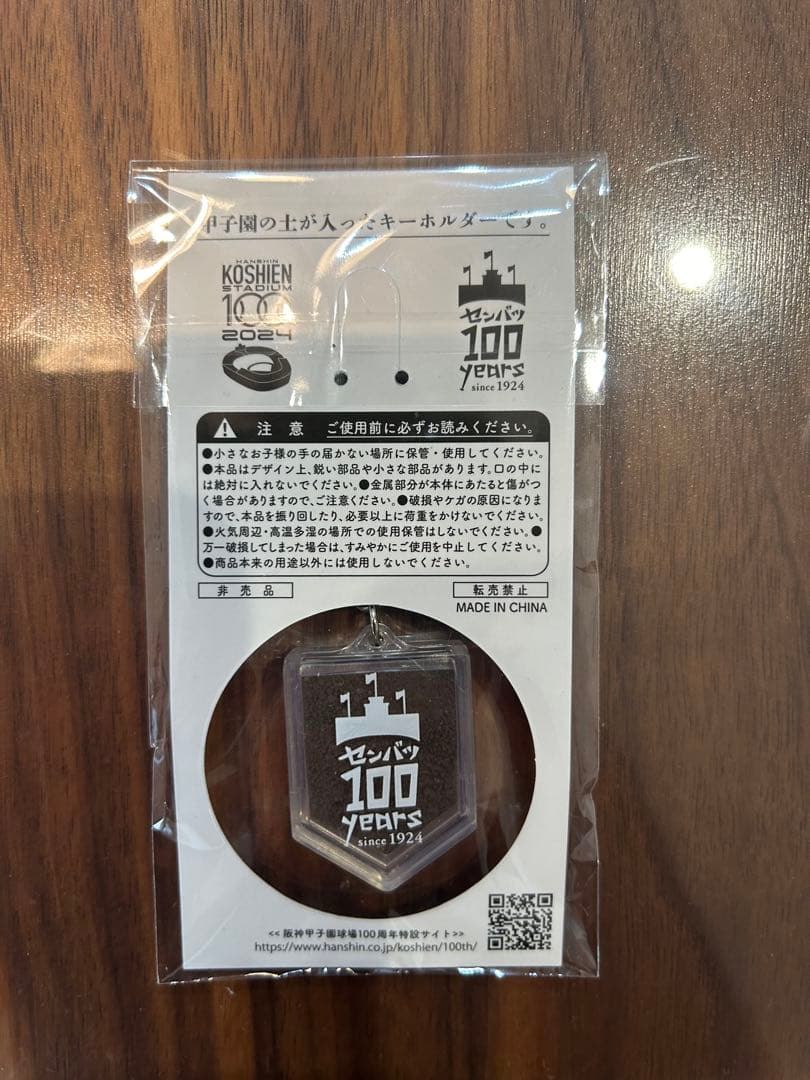 甲子園の土が入ったキーホルダーです。
HANSHIN
KOSHIEN
STADIUM
100
2024
センバツ
100
years
since 1924
注 意 ご使用前に必ずお読みください。
●小さなお子様の手の届かない場所に保管・使用してください。
●本品はデザイン上、鋭い部品や小さな部品があります。口の中に
は絶対に入れないでください。●金属部分が本体にあたると傷がつ
く場合がありますので、ご注意ください。●破損やケガの原因になりま
すので、本品を振り回したり、必要以上に荷重をかけないでください。
●火気周辺・高温多湿の場所での使用保管はしないでください。●
万一破損してしまった場合は、すみやかにご使用を中止してください。
●商品本来の用途以外には使用しないでください。
非売品
転売禁止
MADE IN CHINA
センバツ
100
years
since 1924
<< 阪神甲子園球場100周年特設サイト>>
https://www.hanshin.co.jp/koshien/100th/